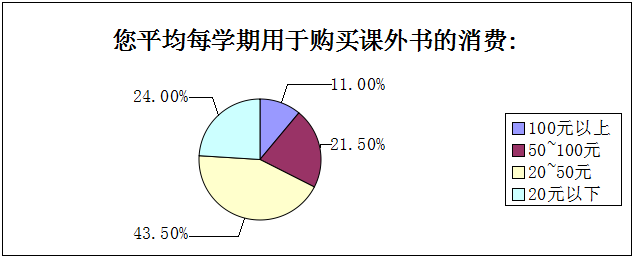 您平均每学期用于购买课外书的消费:
24.00%
11.00%
21.50%
43.50%
100元以上
50~100元
20~50元
20元以下